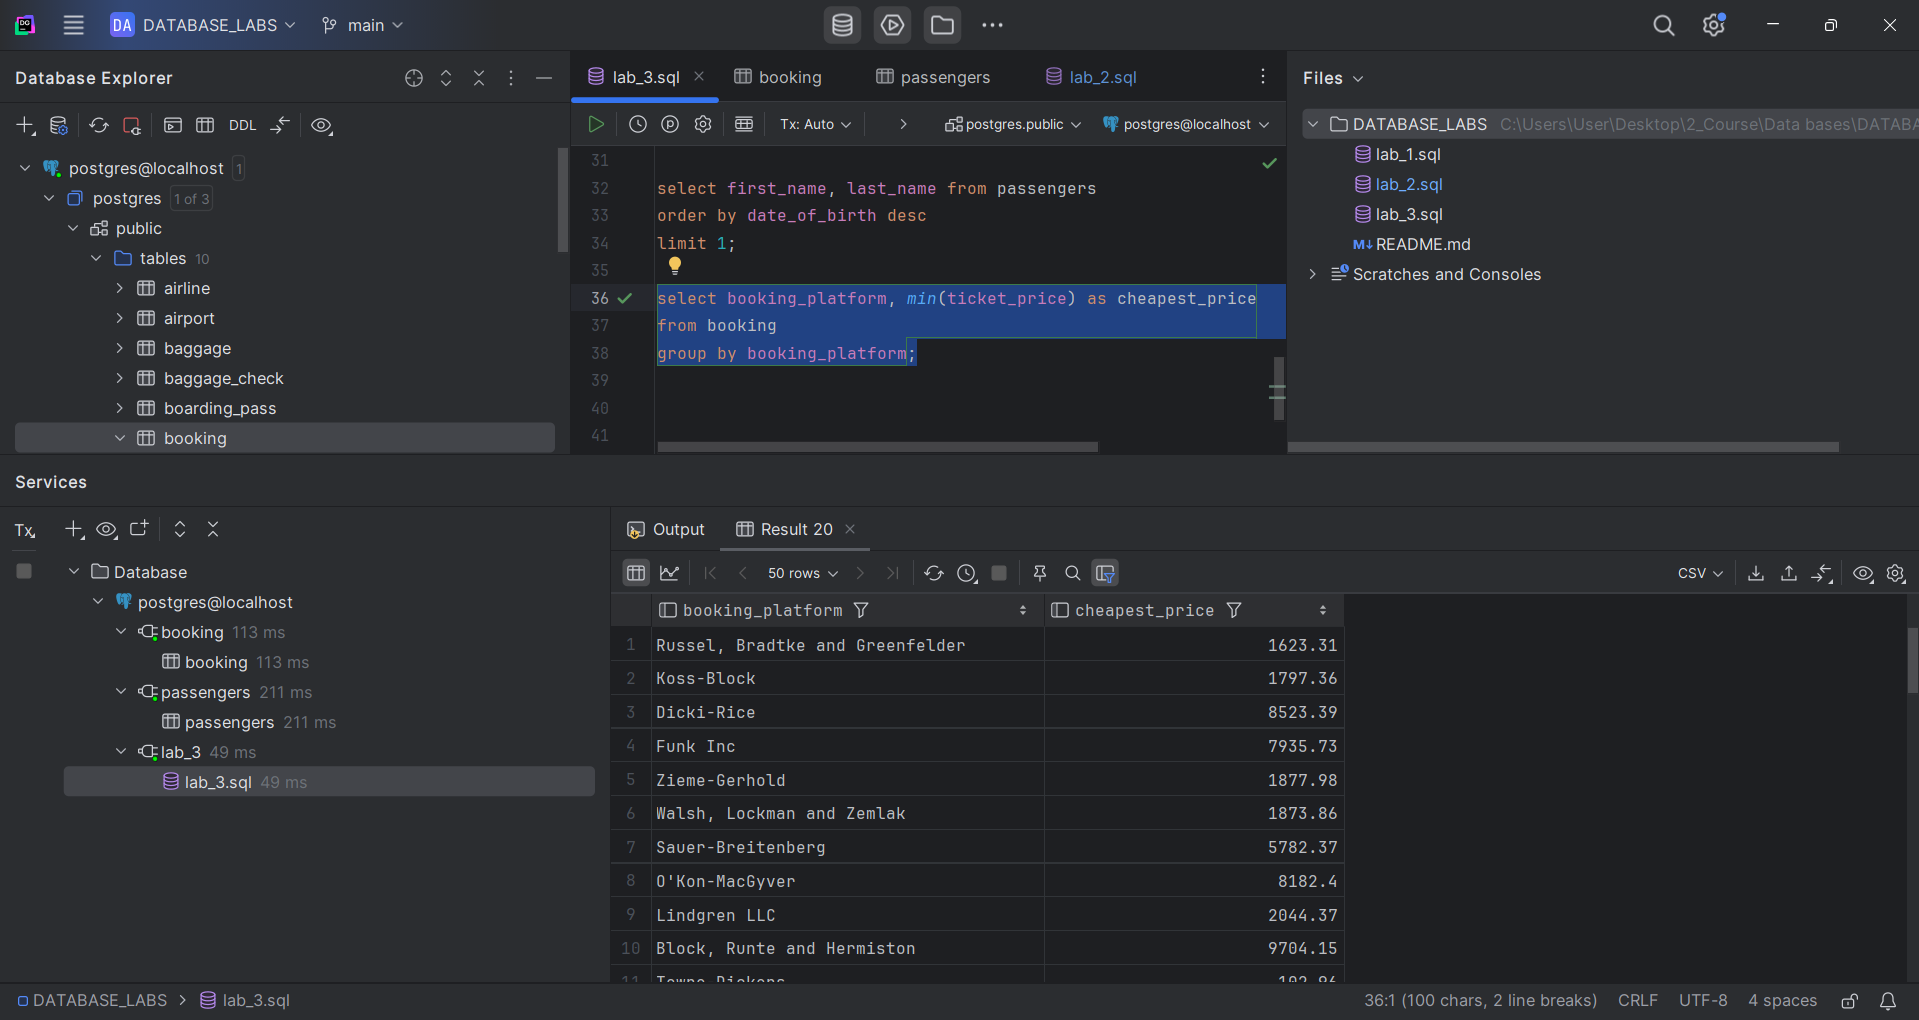 DA DATABASE_LABS
main
Database Explorer
DDL
postgres@localhost 1
postgres 1 of 3
public
tables 10
airline
airport
baggage
baggage_check
boarding_pass
booking
lab_3.sql
booking
passengers
lab_2.sql
Tx: Auto
postgres.public
postgres@localhost
31
32 select first_name, last_name from passengers
33 order by date_of_birth desc
34 limit 1;
35
36 select booking_platform, min(ticket_price) as cheapest_price
37 from booking
38 group by booking_platform;
39
40
41
Files
DATABASE_LABS C:\Users\User\Desktop\2_Course\Data bases\DATABA
lab_1.sql
lab_2.sql
lab_3.sql
M↓ README.md
Scratches and Consoles
Services
Tx
Database
postgres@localhost
booking 113 ms
booking 113 ms
passengers 211 ms
passengers 211 ms
lab_3 49 ms
lab_3.sql 49 ms
Output
Result 20
50 rows
CSV
booking_platform cheapest_price
1 Russel, Bradtke and Greenfelder 1623.31
2 Koss-Block 1797.36
3 Dicki-Rice 8523.39
4 Funk Inc 7935.73
5 Zieme-Gerhold 1877.98
6 Walsh, Lockman and Zemlak 1873.86
7 Sauer-Breitenberg 5782.37
8 O'Kon-MacGyver 8182.4
9 Lindgren LLC 2044.37
10 Block, Runte and Hermiston 9704.15
11
DATABASE_LABS > lab_3.sql
36:1 (100 chars, 2 line breaks) CRLF UTF-8 4 spaces